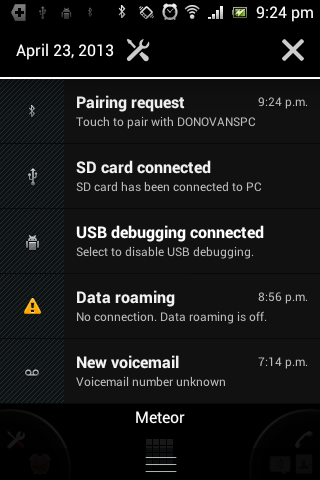 9:24 pm
April 23, 2013
Pairing request 9:24 p.m.
Touch to pair with DONOVANSPC
SD card connected
SD card has been connected to PC
USB debugging connected
Select to disable USB debugging.
Data roaming 8:56 p.m.
No connection. Data roaming is off.
New voicemail 7:14 p.m.
Voicemail number unknown
Meteor